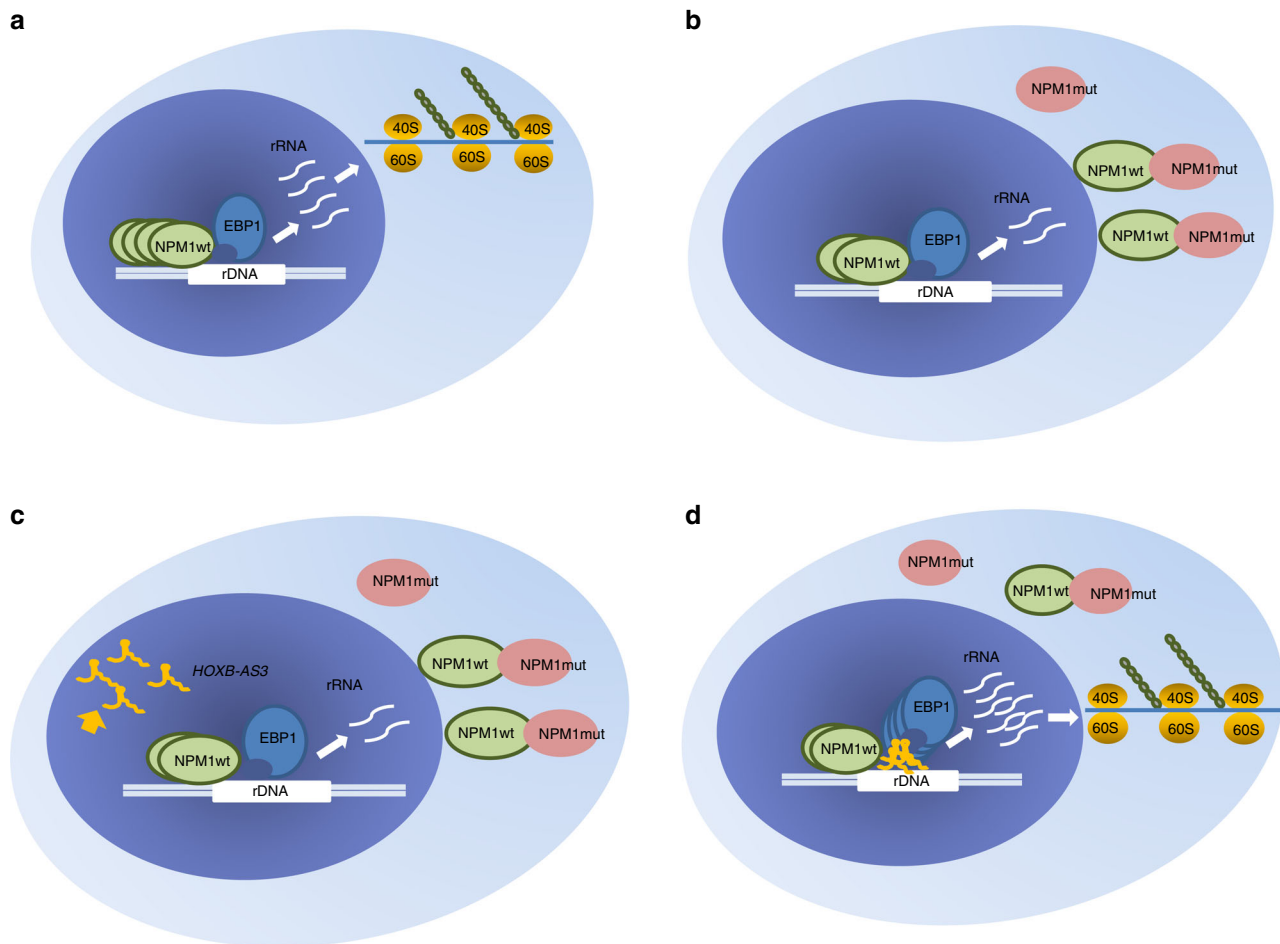 a
rRNA
40S 40S 40S
60S 60S 60S
EBP1
NPM1wt
rDNA
b
NPM1mut
NPM1wt NPM1mut
rRNA
NPM1wt NPM1mut
EBP1
NPM1wt
rDNA
c
NPM1mut
HOXB-AS3
NPM1wt NPM1mut
rRNA
NPM1wt NPM1mut
EBP1
NPM1wt
rDNA
d
NPM1mut
NPM1wt NPM1mut
rRNA
40S 40S 40S
60S 60S 60S
EBP1
NPM1wt
rDNA